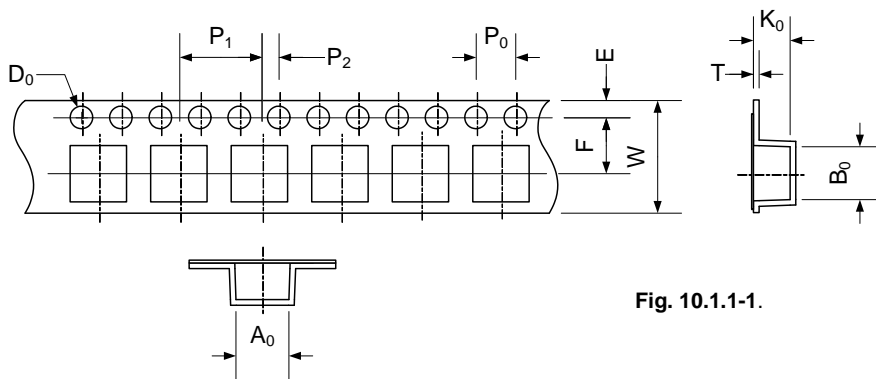 P₁
P₂
P₀
E
K₀
T
D₀
F
W
B₀
A₀
Fig. 10.1.1-1.